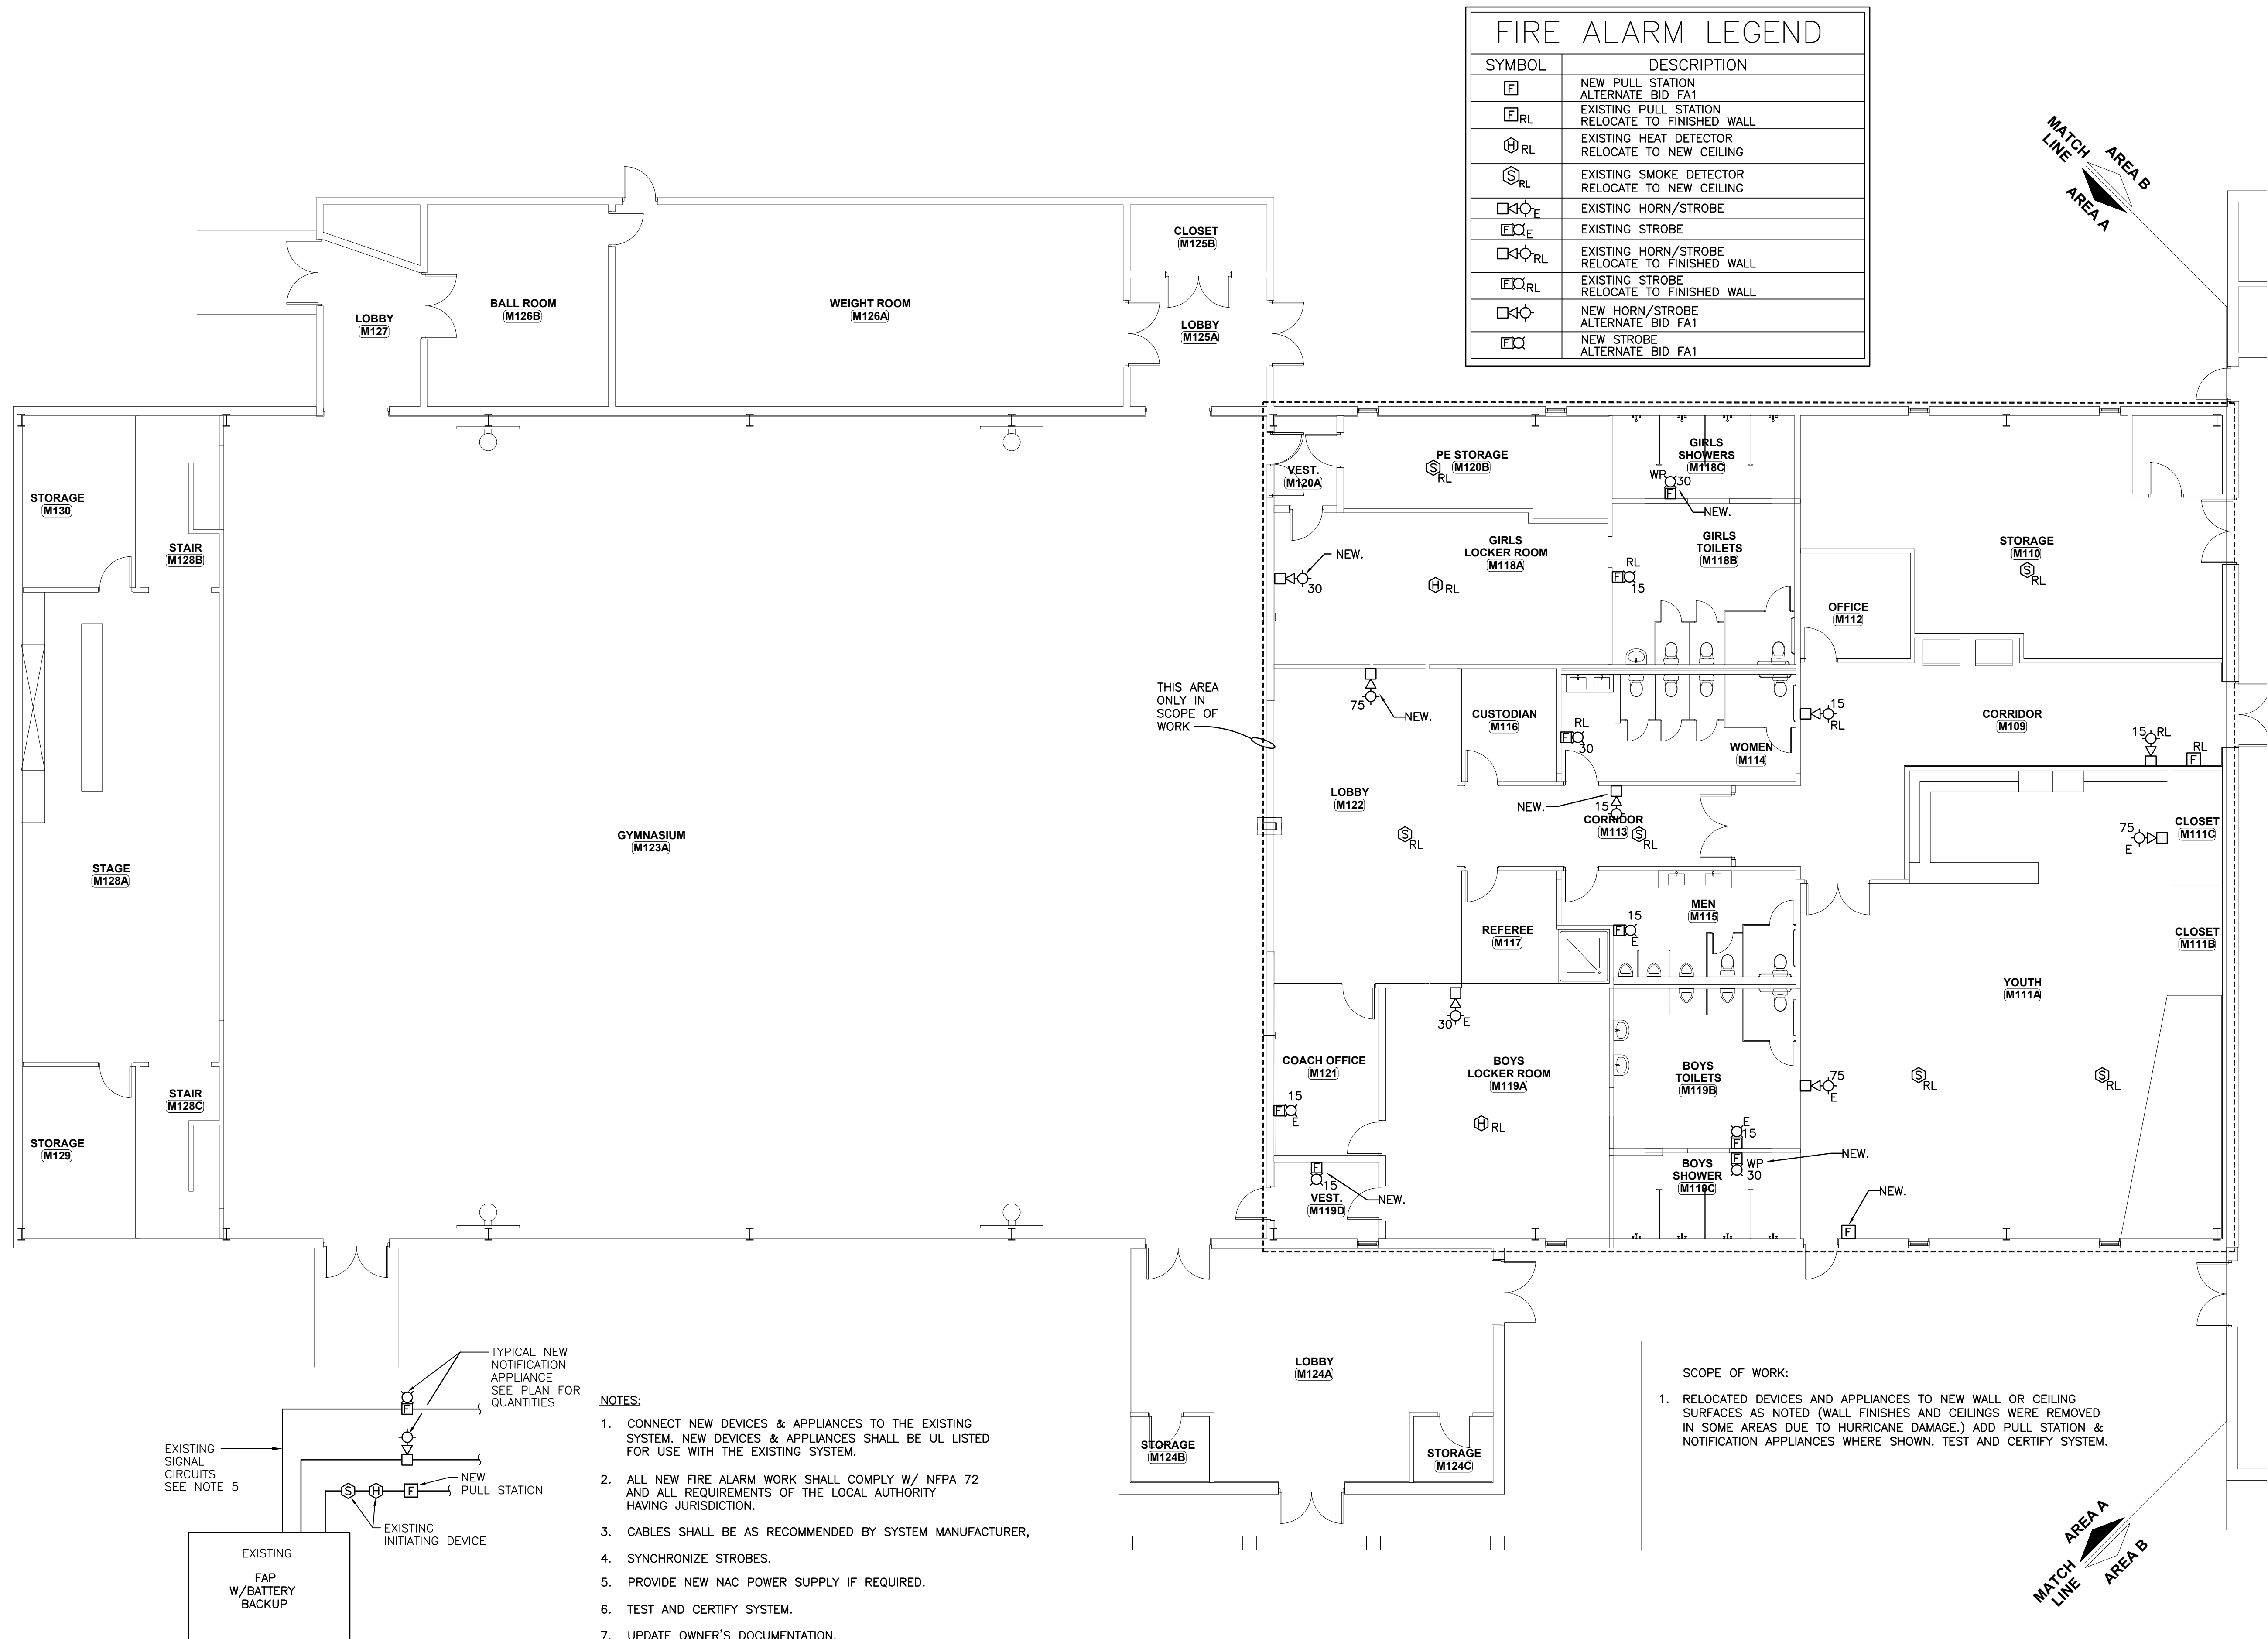 FIRE ALARM LEGEND
SYMBOL DESCRIPTION
F NEW PULL STATION
ALTERNATE BID FA1
F RL EXISTING PULL STATION
RELOCATE TO FINISHED WALL
H RL EXISTING HEAT DETECTOR
RELOCATE TO NEW CEILING
S RL EXISTING SMOKE DETECTOR
RELOCATE TO NEW CEILING
E EXISTING HORN/STROBE
F E EXISTING STROBE
RL EXISTING HORN/STROBE
RELOCATE TO FINISHED WALL
F RL EXISTING STROBE
RELOCATE TO FINISHED WALL
NEW HORN/STROBE
ALTERNATE BID FA1
F NEW STROBE
ALTERNATE BID FA1
MATCH
LINE
AREA B
AREA A
CLOSET
M125B
BALL ROOM
M126B
WEIGHT ROOM
M126A
LOBBY
M127
LOBBY
M125A
STORAGE
M130
STAIR
M128B
STAGE
M128A
STAIR
M128C
STORAGE
M129
GYMNASIUM
M123A
THIS AREA
ONLY IN
SCOPE OF
WORK
VEST.
M120A
PE STORAGE
M120B
S
RL
GIRLS
SHOWERS
M118C
WP 30
F
NEW.
NEW.
30
GIRLS
LOCKER ROOM
M118A
H RL
GIRLS
TOILETS
M118B
RL
F
15
STORAGE
M110
S
RL
OFFICE
M112
75
NEW.
CUSTODIAN
M116
RL
F
30
WOMEN
M114
15
RL
CORRIDOR
M109
15 RL
RL
F
LOBBY
M122
S
RL
NEW.
15
CORRIDOR
M113
S
RL
75
E
CLOSET
M111C
CLOSET
M111B
REFEREE
M117
MEN
M115
15
F
E
YOUTH
M111A
S
RL
S
RL
30 E
COACH OFFICE
M121
15
F
E
BOYS
LOCKER ROOM
M119A
H RL
BOYS
TOILETS
M119B
75
E
E
15
F
F
WP
30
NEW.
BOYS
SHOWER
M119C
F
15
NEW.
VEST.
M119D
NEW.
F
LOBBY
M124A
STORAGE
M124B
STORAGE
M124C
TYPICAL NEW
NOTIFICATION
APPLIANCE
SEE PLAN FOR
QUANTITIES
F
EXISTING
SIGNAL
CIRCUITS
SEE NOTE 5
S H F
NEW
PULL STATION
EXISTING
INITIATING DEVICE
EXISTING
FAP
W/BATTERY
BACKUP
NOTES:
1. CONNECT NEW DEVICES & APPLIANCES TO THE EXISTING
SYSTEM. NEW DEVICES & APPLIANCES SHALL BE UL LISTED
FOR USE WITH THE EXISTING SYSTEM.
2. ALL NEW FIRE ALARM WORK SHALL COMPLY W/ NFPA 72
AND ALL REQUIREMENTS OF THE LOCAL AUTHORITY
HAVING JURISDICTION.
3. CABLES SHALL BE AS RECOMMENDED BY SYSTEM MANUFACTURER,
4. SYNCHRONIZE STROBES.
5. PROVIDE NEW NAC POWER SUPPLY IF REQUIRED.
6. TEST AND CERTIFY SYSTEM.
7. UPDATE OWNER'S DOCUMENTATION.
SCOPE OF WORK:
1. RELOCATED DEVICES AND APPLIANCES TO NEW WALL OR CEILING
SURFACES AS NOTED (WALL FINISHES AND CEILINGS WERE REMOVED
IN SOME AREAS DUE TO HURRICANE DAMAGE.) ADD PULL STATION &
NOTIFICATION APPLIANCES WHERE SHOWN. TEST AND CERTIFY SYSTEM.
AREA A
AREA B
MATCH
LINE